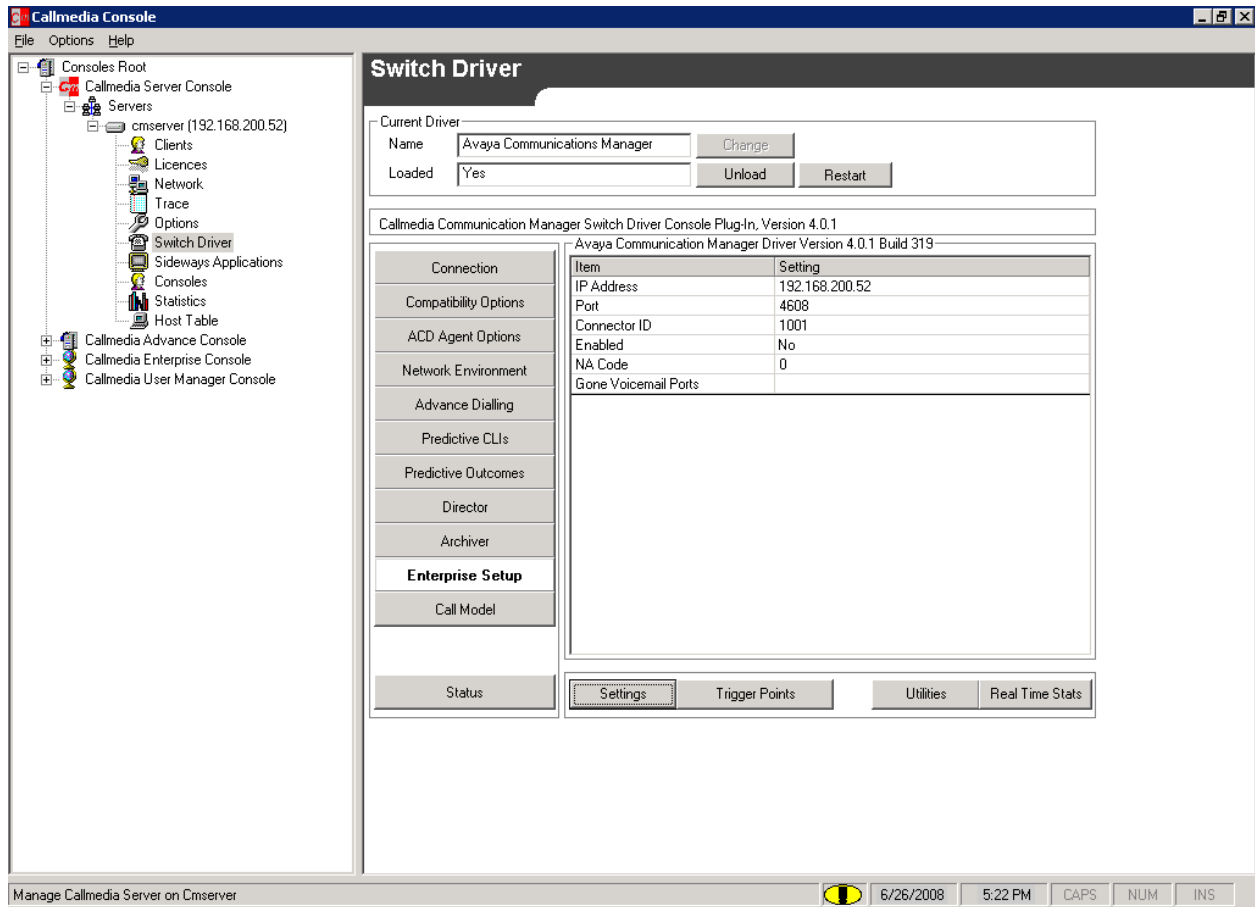 Callmedia Console
File Options Help
Consoles Root
Callmedia Server Console
Servers
cmserver (192.168.200.52)
Clients
Licences
Network
Trace
Options
Switch Driver
Sideways Applications
Consoles
Statistics
Host Table
Callmedia Advance Console
Callmedia Enterprise Console
Callmedia User Manager Console
Switch Driver
Current Driver
Name Avaya Communications Manager Change
Loaded Yes Unload Restart
Callmedia Communication Manager Switch Driver Console Plug-In, Version 4.0.1
Connection
Compatibility Options
ACD Agent Options
Network Environment
Advance Dialling
Predictive CLIs
Predictive Outcomes
Director
Archiver
Enterprise Setup
Call Model
Status
Avaya Communication Manager Driver Version 4.0.1 Build 319
Item Setting
IP Address 192.168.200.52
Port 4608
Connector ID 1001
Enabled No
NA Code 0
Gone Voicemail Ports
Settings Trigger Points Utilities Real Time Stats
Manage Callmedia Server on Cmserver 6/26/2008 5:22 PM CAPS NUM INS